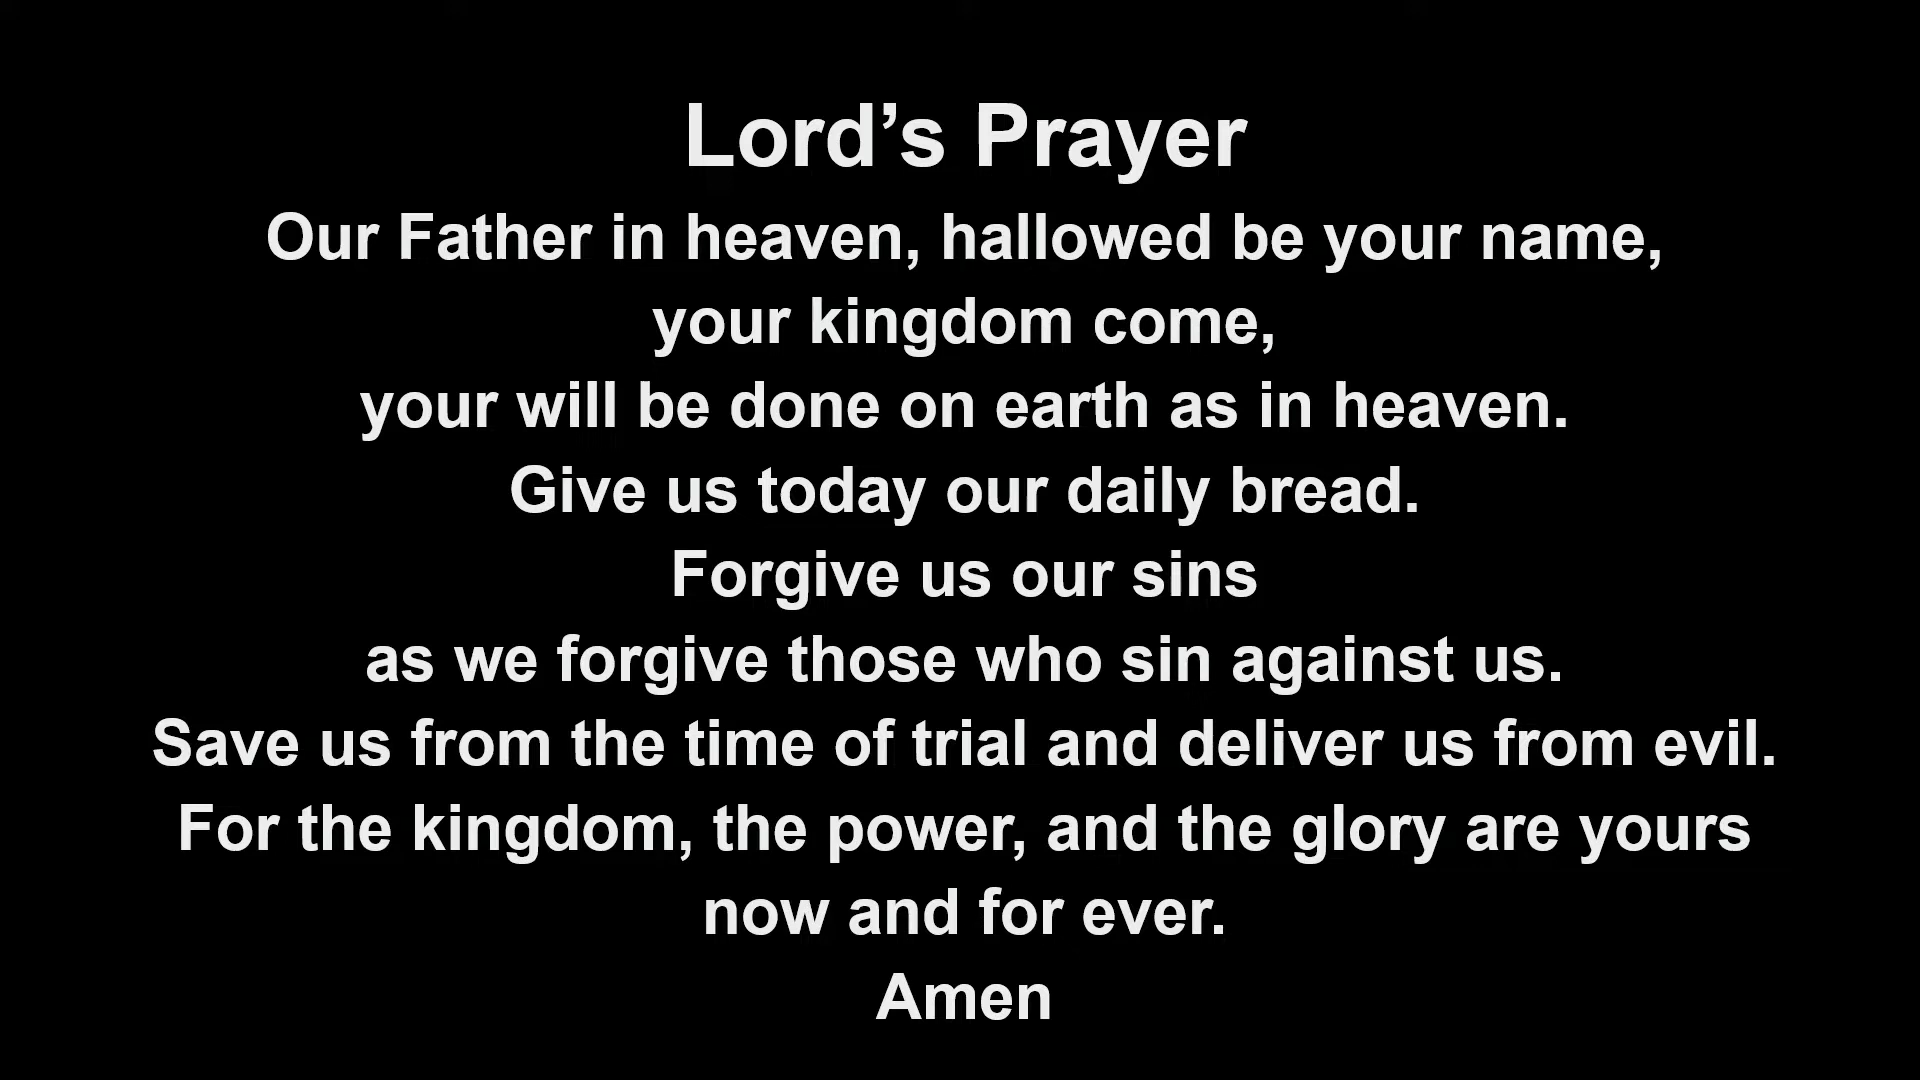 Lord’s Prayer
Our Father in heaven, hallowed be your name,
your kingdom come,
your will be done on earth as in heaven.
Give us today our daily bread.
Forgive us our sins
as we forgive those who sin against us.
Save us from the time of trial and deliver us from evil.
For the kingdom, the power, and the glory are yours
now and for ever.
Amen